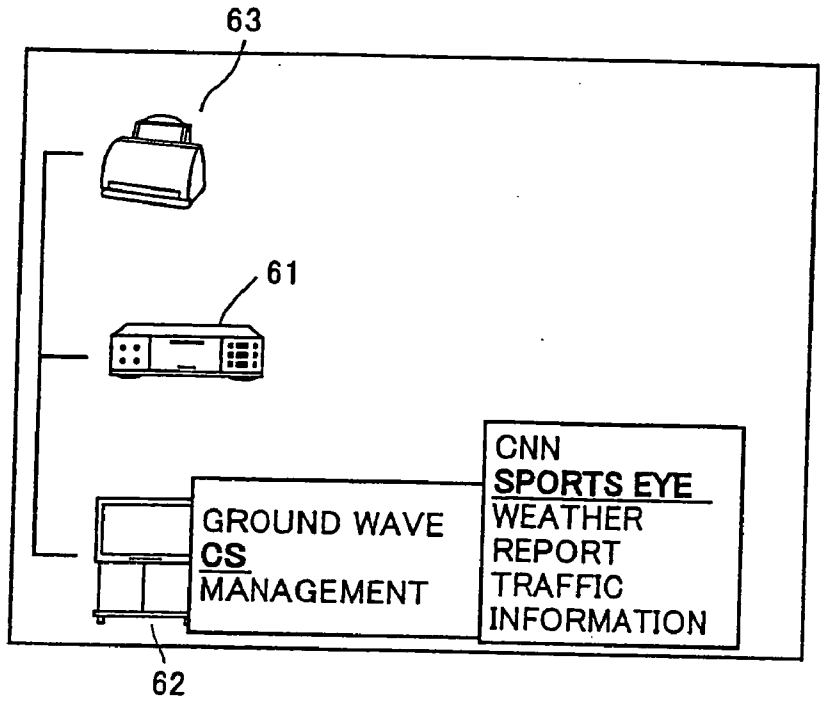 63
61
CNN
SPORTS EYE
WEATHER
REPORT
TRAFFIC
INFORMATION
GROUND WAVE
CS
MANAGEMENT
62